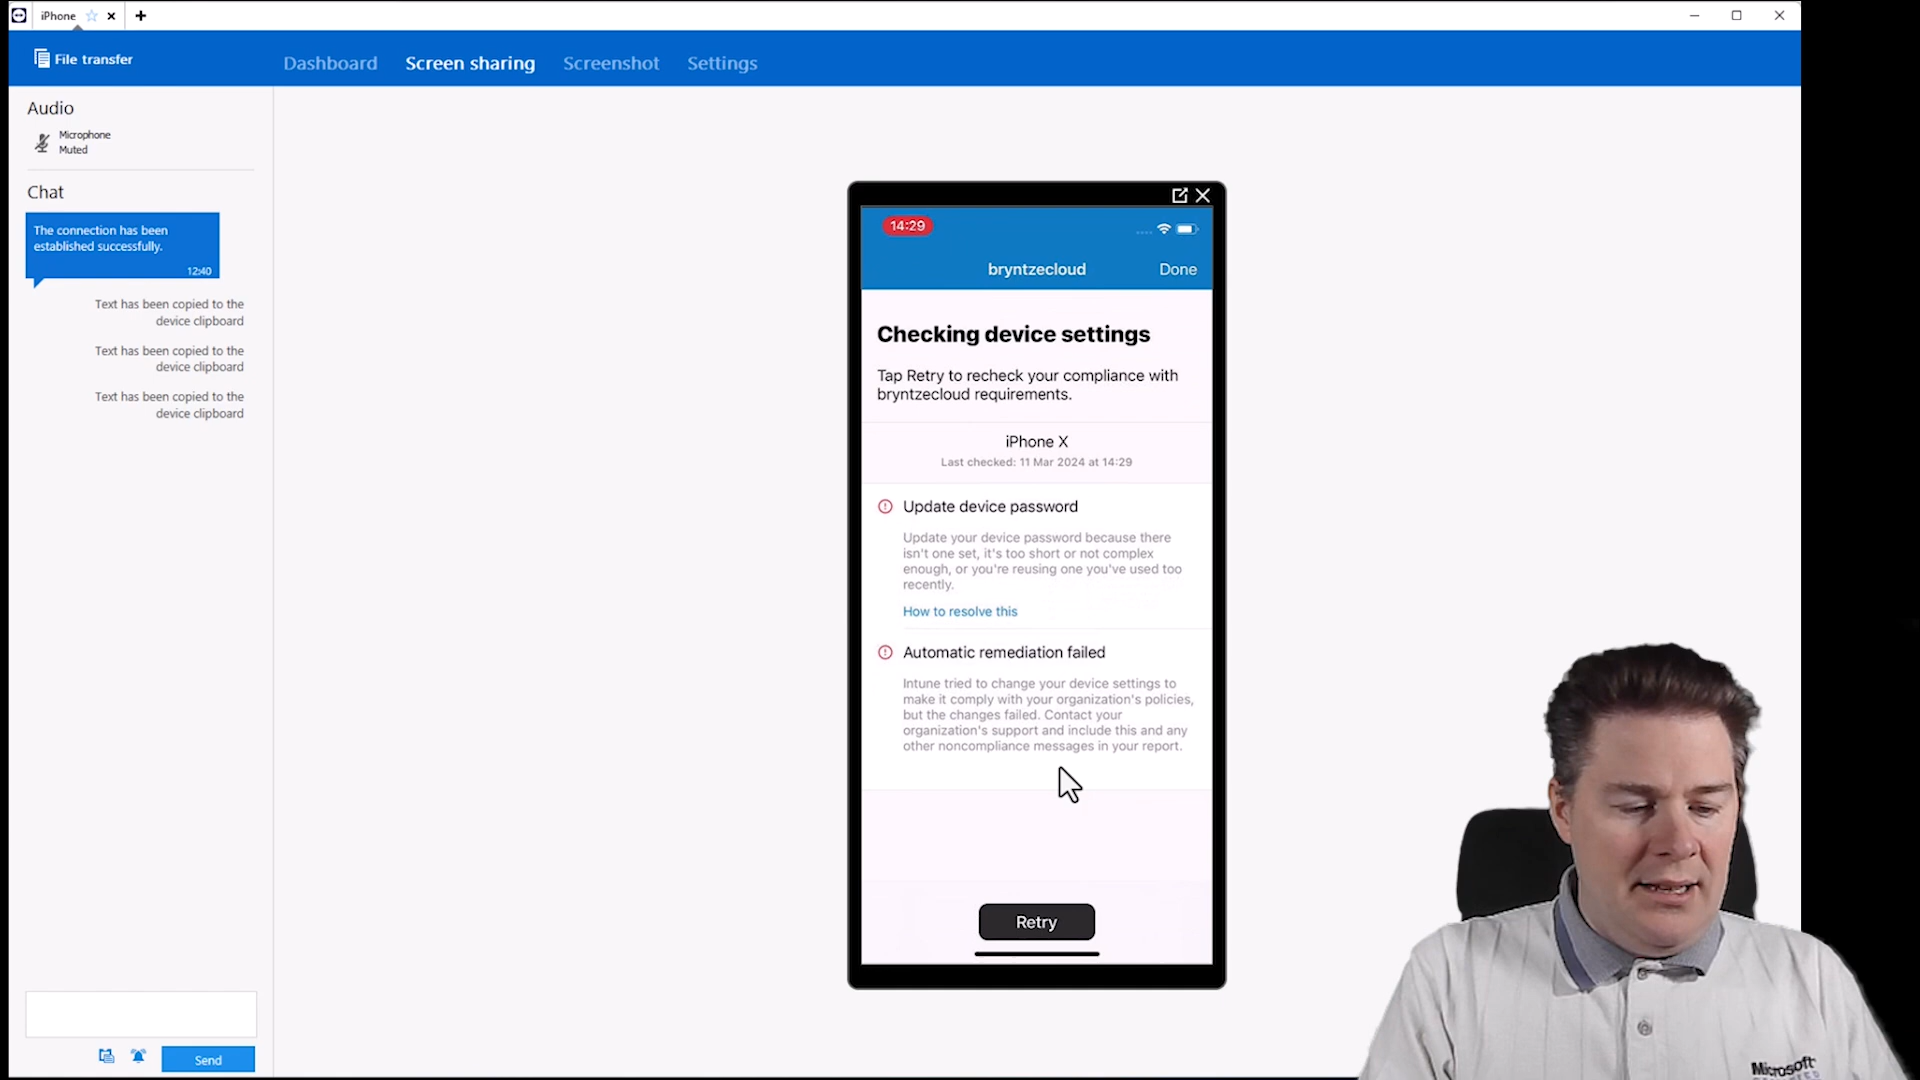 iPhone
File transfer
Dashboard Screen sharing Screenshot Settings
Audio
Microphone
Muted
Chat
The connection has been
established successfully.
12:40
Text has been copied to the
device clipboard
Text has been copied to the
device clipboard
Text has been copied to the
device clipboard
Send
14:29
bryntzecloud Done
Checking device settings
Tap Retry to recheck your compliance with
bryntzecloud requirements.
iPhone X
Last checked: 11 Mar 2024 at 14:29
Update device password
Update your device password because there
isn't one set, it's too short or not complex
enough, or you're reusing one you've used too
recently.
How to resolve this
Automatic remediation failed
Intune tried to change your device settings to
make it comply with your organization's policies,
but the changes failed. Contact your
organization's support and include this and any
other noncompliance messages in your report.
Retry
Microsoft